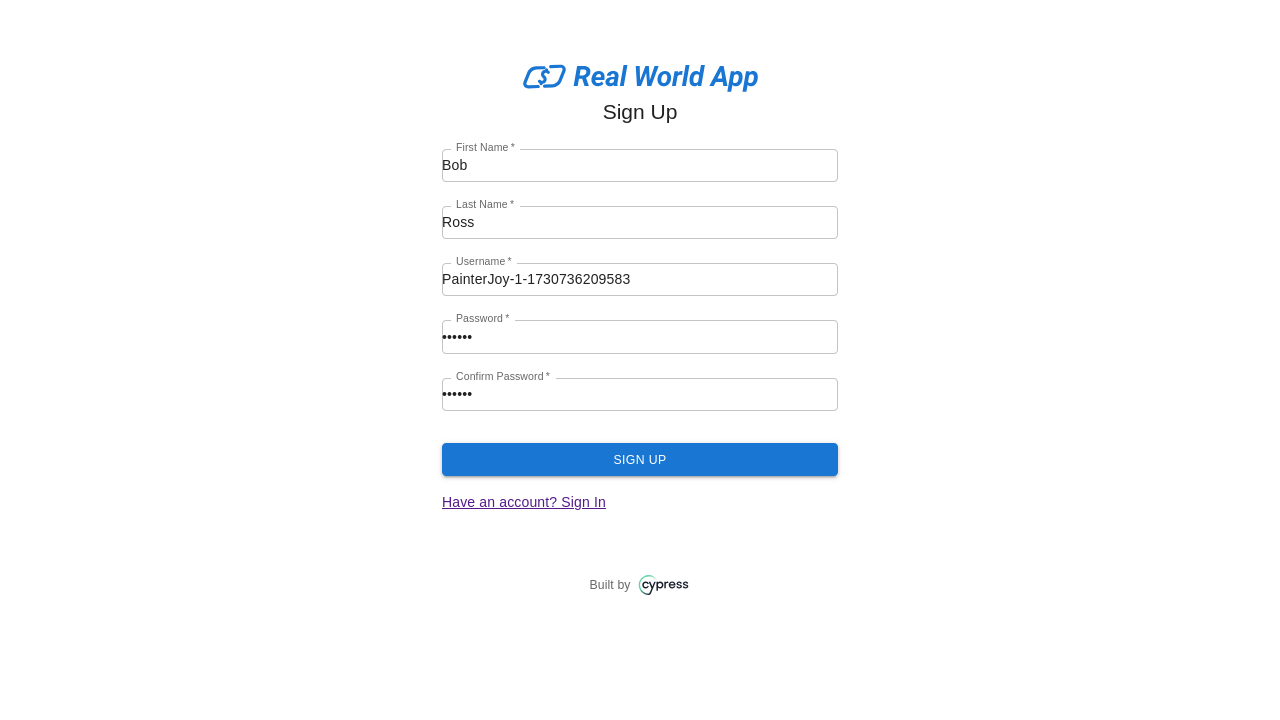 Real World App
Sign Up
First Name *
Bob
Last Name *
Ross
Username *
PainterJoy-1-1730736209583
Password *
••••••
Confirm Password *
••••••
SIGN UP
Have an account? Sign In
Built by cypress